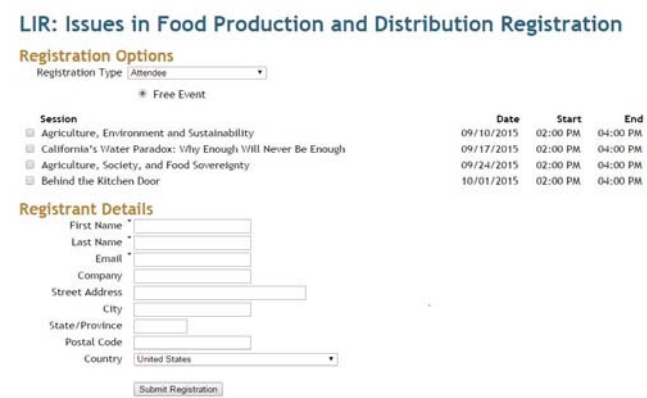 LIR: Issues in Food Production and Distribution Registration
Registration Options
Registration Type Attendee
Free Event
Session Date Start End
Agriculture, Environment and Sustainability 09/10/2015 02:00 PM 04:00 PM
California's Water Paradox: Why Enough Will Never Be Enough 09/17/2015 02:00 PM 04:00 PM
Agriculture, Society, and Food Sovereignty 09/24/2015 02:00 PM 04:00 PM
Behind the Kitchen Door 10/01/2015 02:00 PM 04:00 PM
Registrant Details
First Name *
Last Name *
Email *
Company
Street Address
City
State/Province
Postal Code
Country United States
Submit Registration